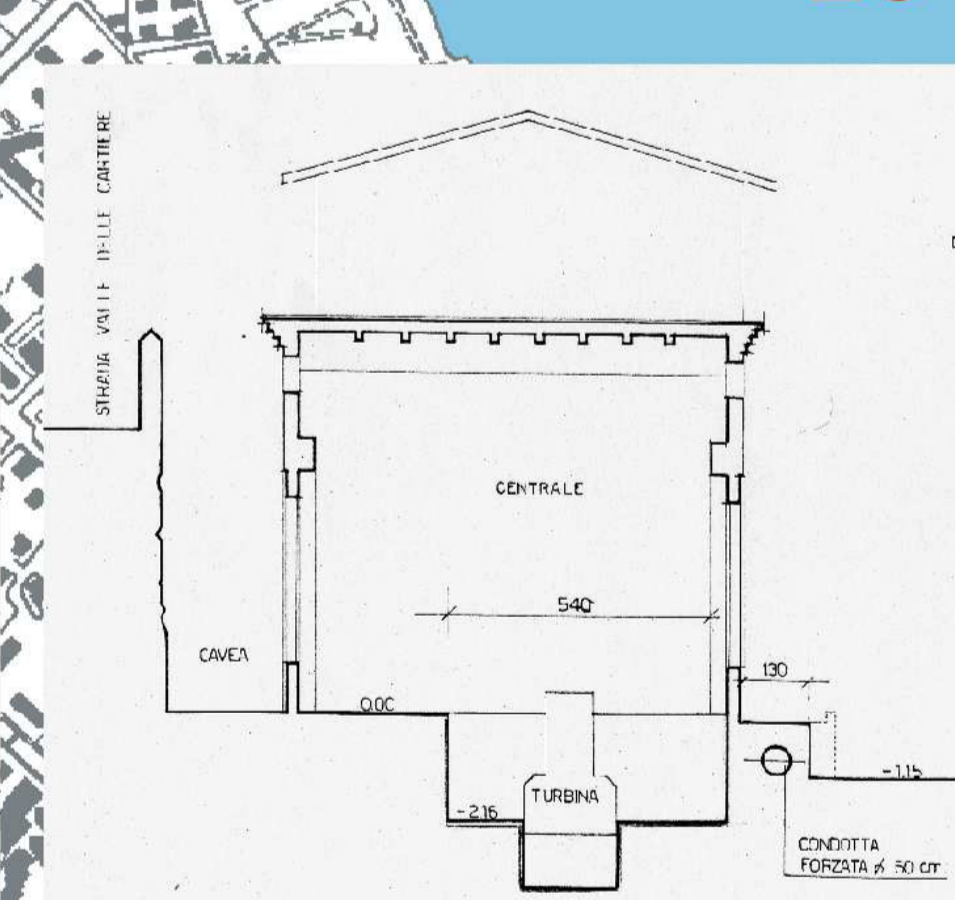 STRADA VALLE DELLE CARTIERE
CENTRALE
540
CAVEA
130
0.00
-1.15
TURBINA
-2.16
CONDOTTA
FORZATA ø 50 CM